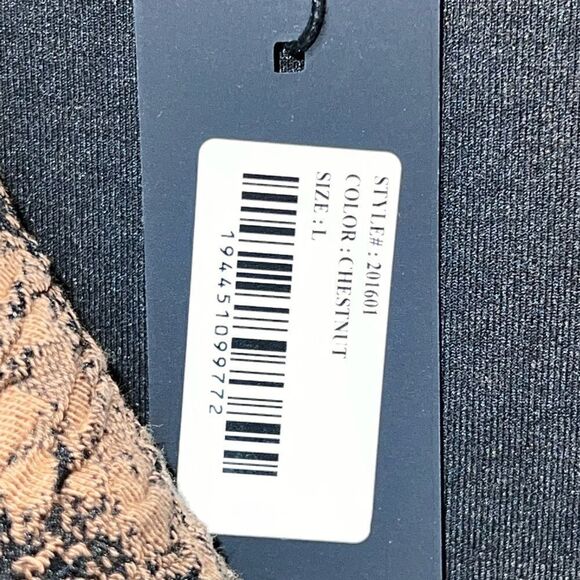 STYLE# : 201601
COLOR : CHESTNUT
SIZE : L
194451099772